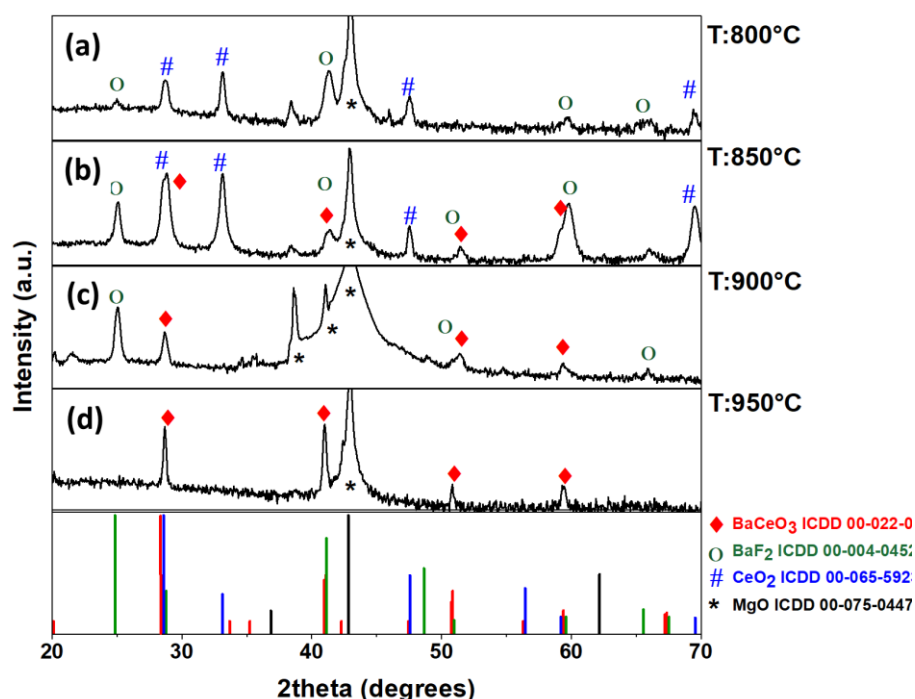 (a)
T:800°C
O
#
#
O
*
#
O
O
#
(b)
T:850°C
O
#
#
O
*
#
O
O
#
(c)
T:900°C
O
*
*
*
O
O
(d)
T:950°C
*
Intensity (a.u.)
BaCeO₃ ICDD 00-022-0
O BaF₂ ICDD 00-004-0452
# CeO₂ ICDD 00-065-592
* MgO ICDD 00-075-0447
20 30 40 50 60 70
2theta (degrees)